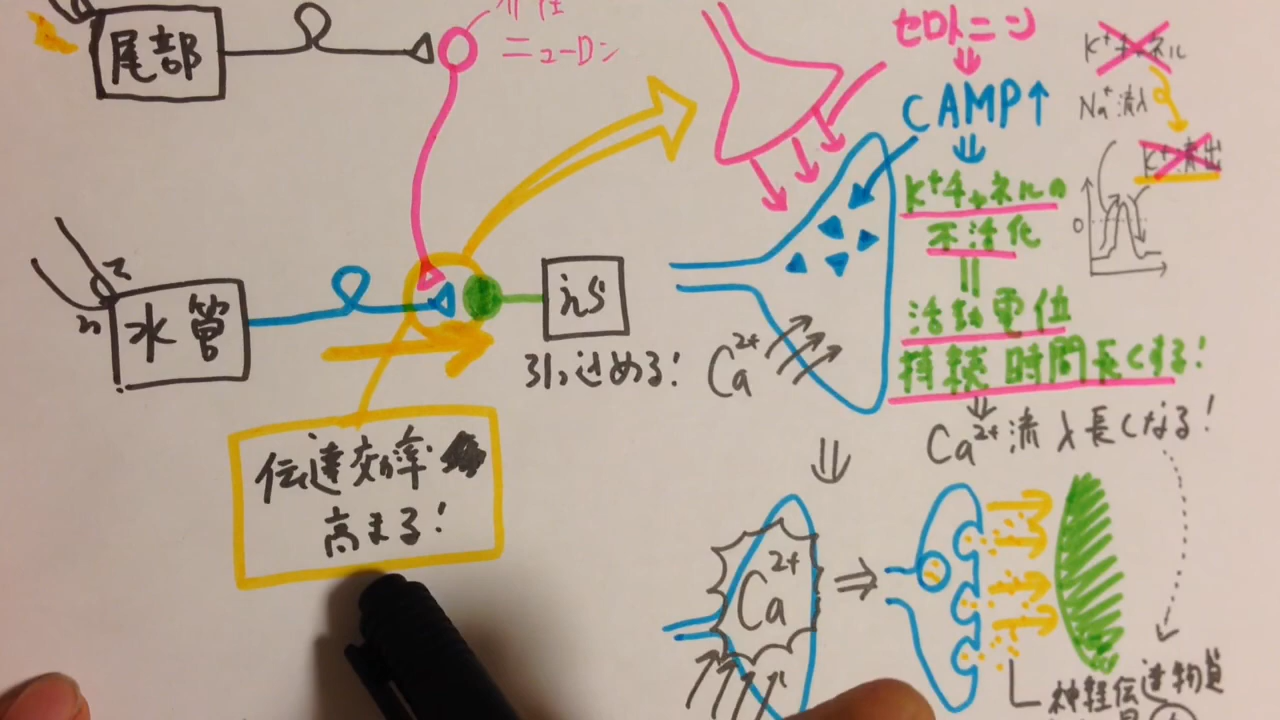 尾部
介在
ニューロン
セロトニン
⇓
CAMP↑
⇓
K⁺チャネルの
不活化
||
活動電位
持続時間長くする!
⇓
Ca²⁺流入長くなる!
K⁺チャネル
Na⁺流入
K⁺流出
0
水管
えら
引っ込める!
Ca²⁺
伝達効率
高まる!
⇓
Ca²⁺
⇒
神経伝達物質